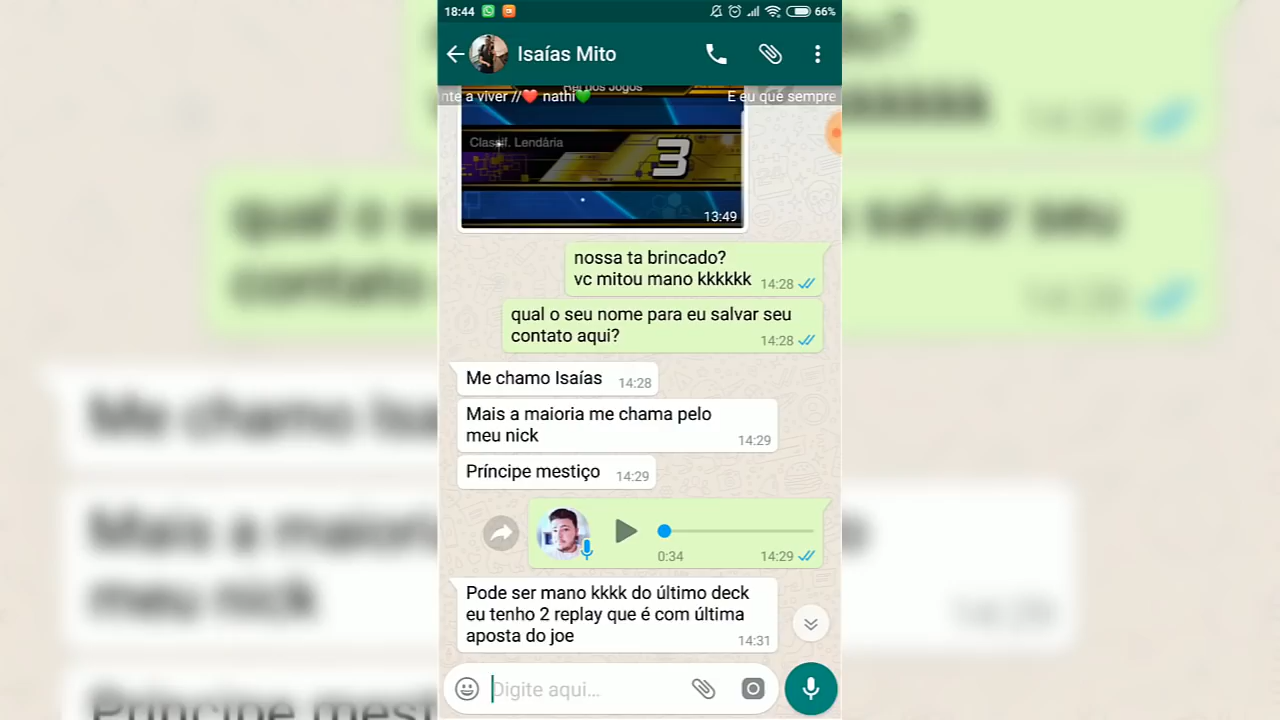 18:44
66%
Isaías Mito
nte a viver //❤️ nathi💚 E eu que sempre
Rei dos Jogos
Classif. Lendária
3
13:49
nossa ta brincado?
vc mitou mano kkkkkk 14:28
qual o seu nome para eu salvar seu
contato aqui?
14:28
Me chamo Isaías 14:28
Mais a maioria me chama pelo
meu nick 14:29
Príncipe mestiço 14:29
0:34 14:29
Pode ser mano kkkk do último deck
eu tenho 2 replay que é com última
aposta do joe 14:31
Digite aqui...